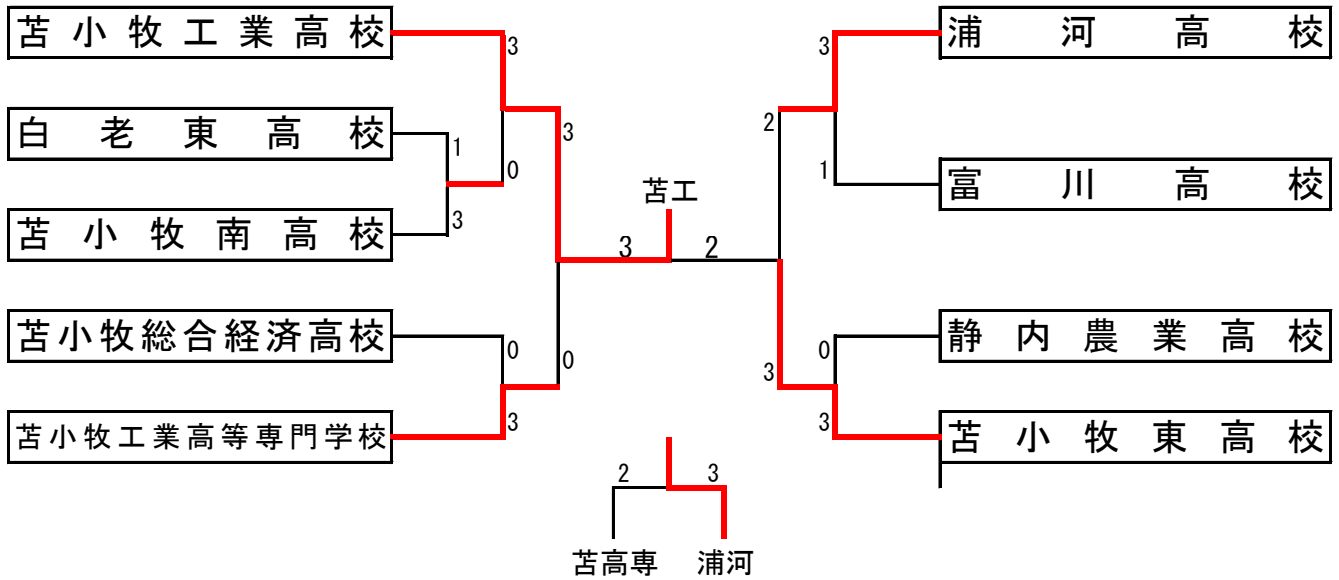 苫小牧工業高校
3
白老東高校
1
0
3
苫小牧南高校
3
苫小牧総合経済高校
0
0
3
苫小牧工業高等専門学校
苫工
3 2
浦河高校
3
2
1
富川高校
静内農業高校
0
3
3
苫小牧東高校
2 3
苫高専 浦河